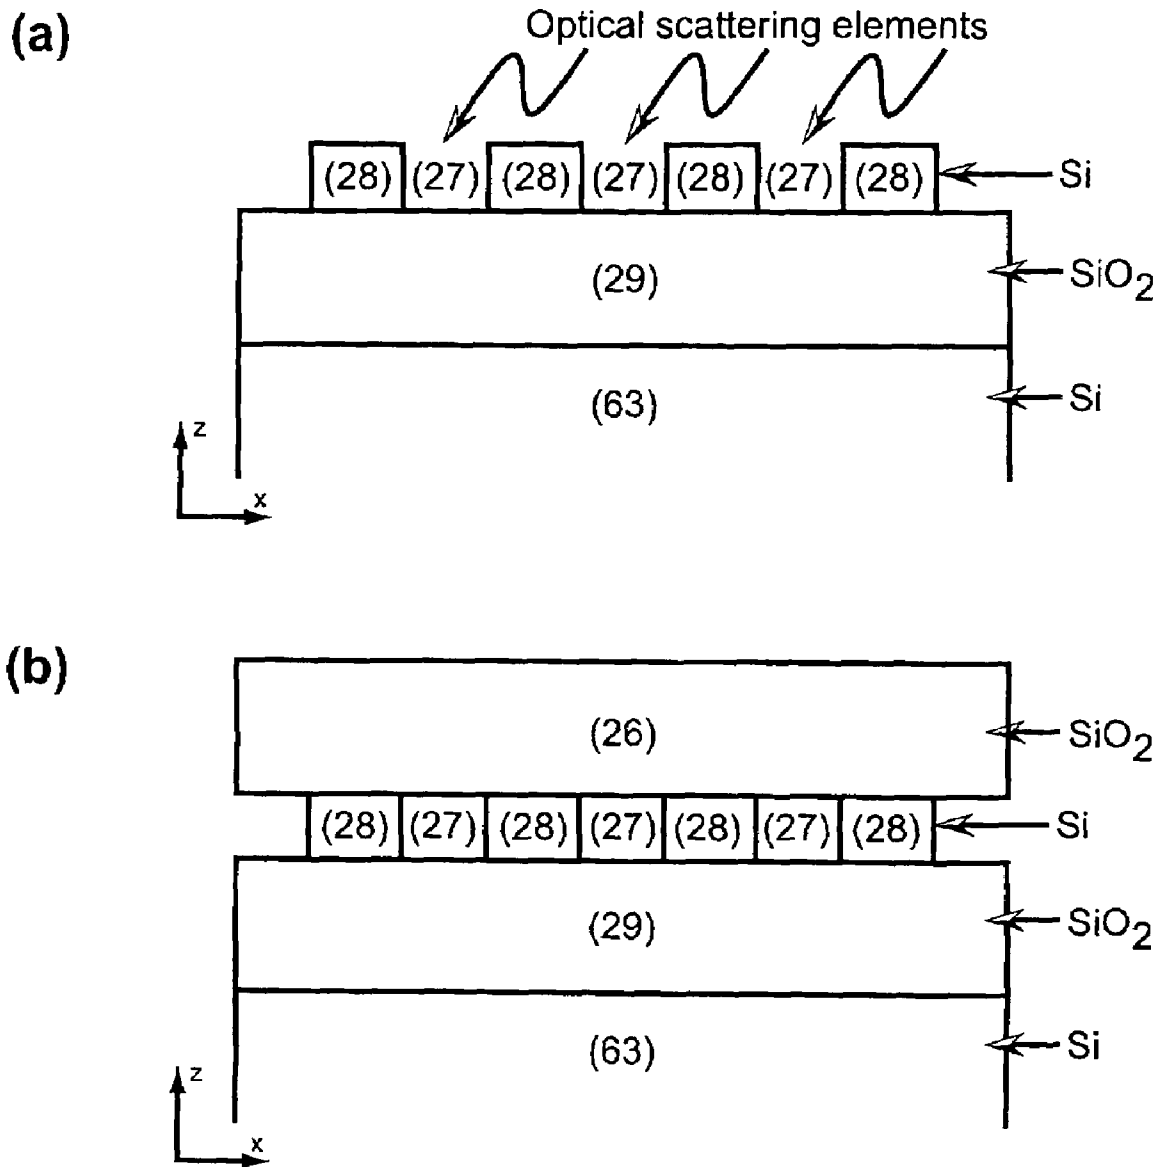 (a)
Optical scattering elements
(28) (27) (28) (27) (28) (27) (28)
Si
(29)
SiO2
(63)
Si
z
x
(b)
(26)
SiO2
(28) (27) (28) (27) (28) (27) (28)
Si
(29)
SiO2
(63)
Si
z
x